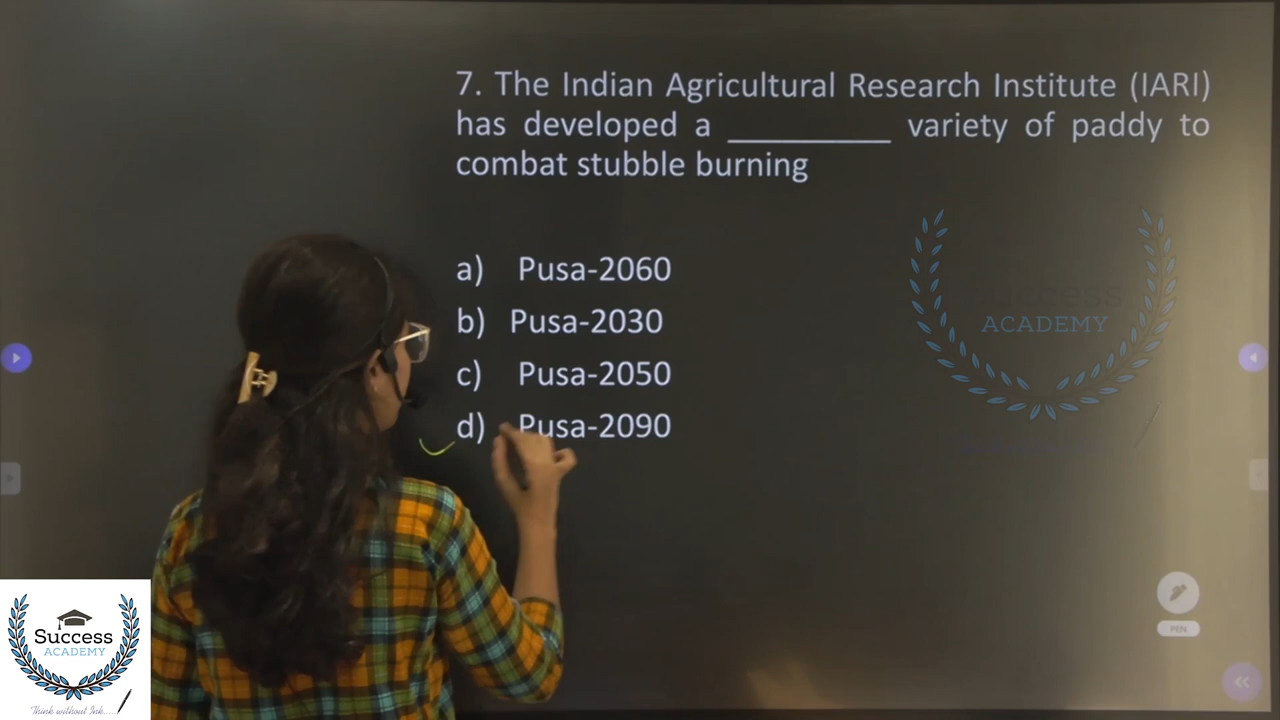 7. The Indian Agricultural Research Institute (IARI)
has developed a __________ variety of paddy to
combat stubble burning
a) Pusa-2060
b) Pusa-2030
c) Pusa-2050
d) Pusa-2090
Success
ACADEMY
PEN
Success
ACADEMY
Think without Ink....